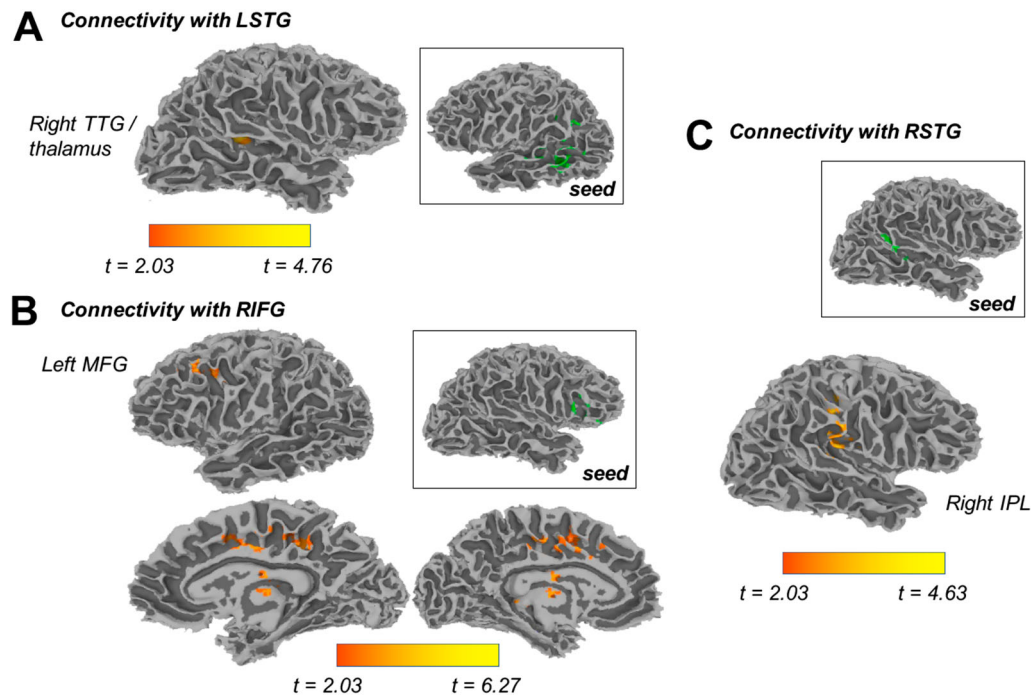 A Connectivity with LSTG
Right TTG /
thalamus
seed
t = 2.03 t = 4.76
B Connectivity with RIFG
Left MFG
seed
t = 2.03 t = 6.27
C Connectivity with RSTG
seed
Right IPL
t = 2.03 t = 4.63